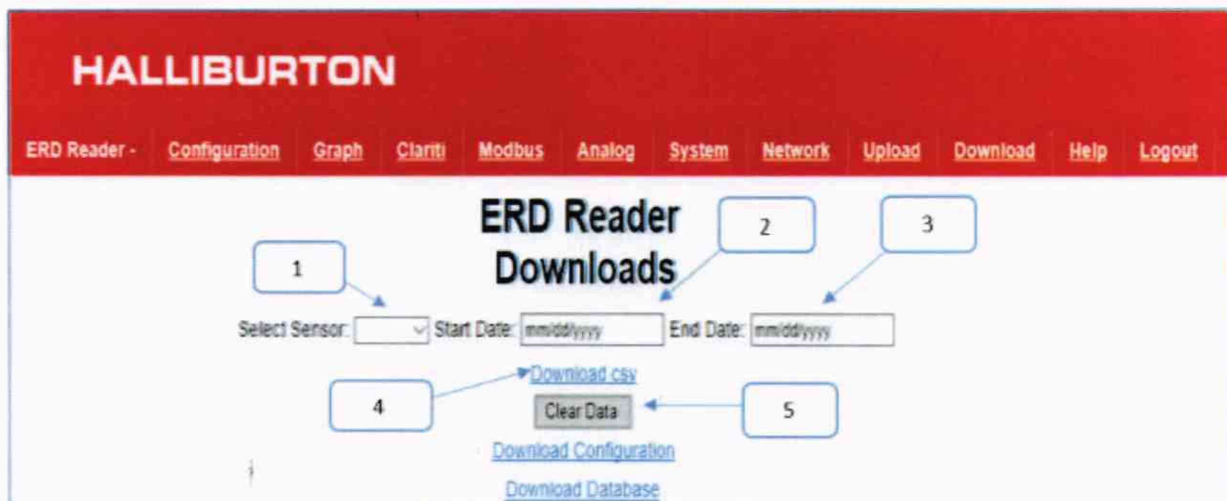 HALLIBURTON
ERD Reader - Configuration Graph Clariti Modbus Analog System Network Upload Download Help Logout
ERD Reader
Downloads
1
2
3
Select Sensor: Start Date: mm/dd/yyyy End Date: mm/dd/yyyy
Download csv
4
Clear Data
5
Download Configuration
Download Database